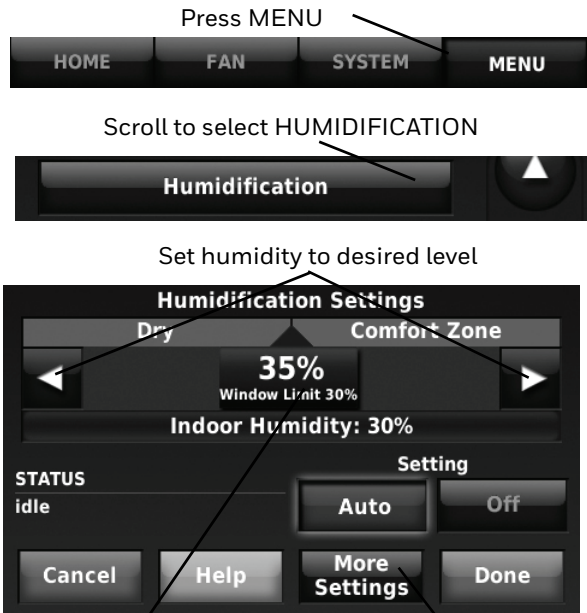 Press MENU
HOME FAN SYSTEM MENU
Scroll to select HUMIDIFICATION
Humidification
Set humidity to desired level
Humidification Settings
Dry Comfort Zone
35%
Window Limit 30%
Indoor Humidity: 30%
Setting
STATUS
idle
Auto Off
Cancel Help More Settings Done